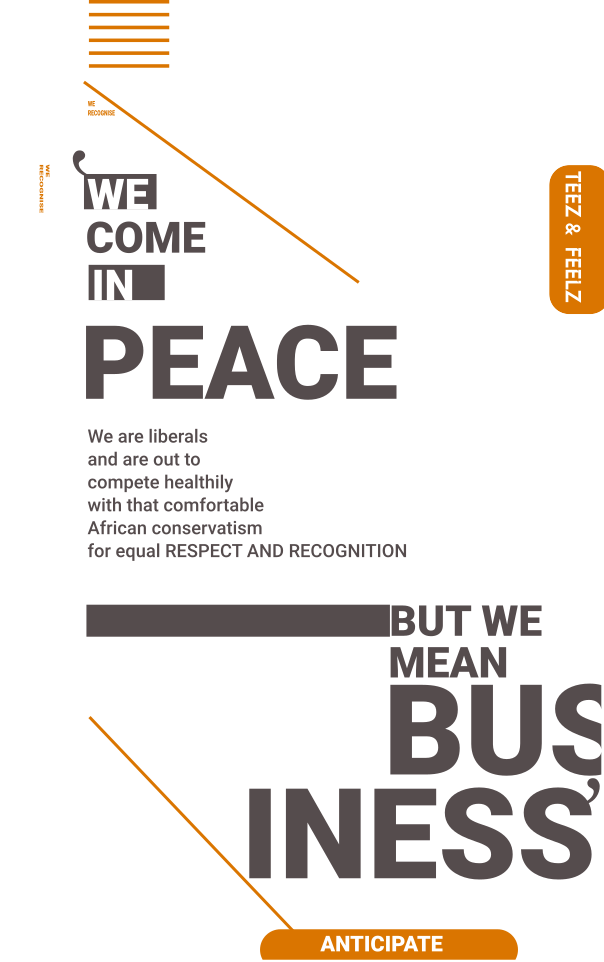 WE
RECOGNISE
WE
RECOGNISE
‘WE
COME
IN
PEACE
TEEZ & FEELZ
We are liberals
and are out to
compete healthily
with that comfortable
African conservatism
for equal RESPECT AND RECOGNITION
BUT WE
MEAN
BUS
INESS’
ANTICIPATE